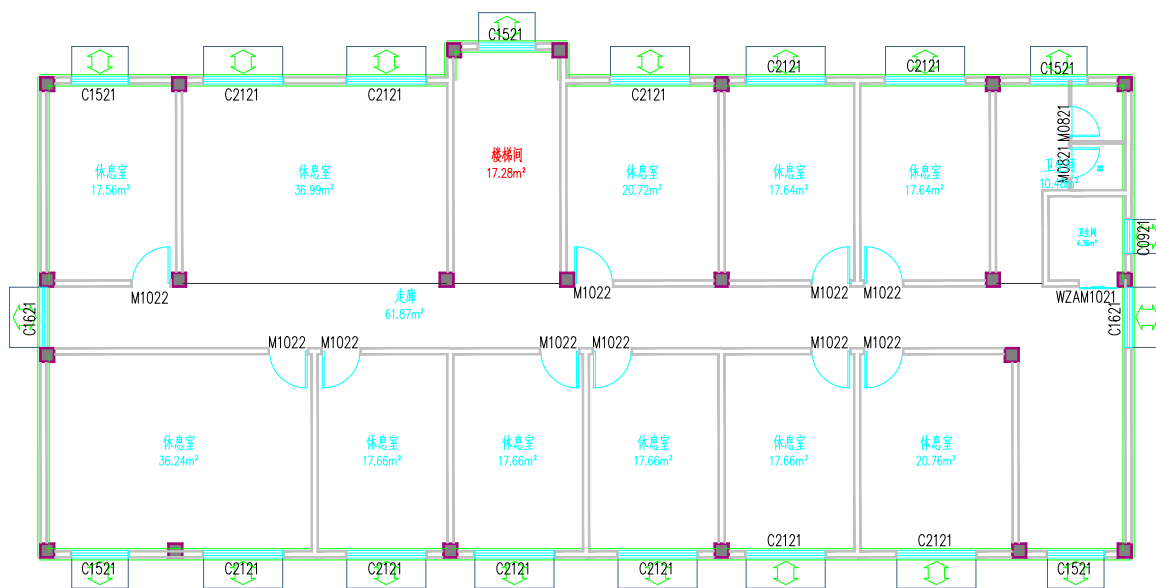 C1521
C2121
C2121
C1521
C2121
C2121
C2121
C1521
M0821
M0821
休息室
17.56m²
休息室
36.99m²
楼梯间
17.28m²
休息室
20.72m²
休息室
17.64m²
休息室
17.64m²
10.48m²
卫生间
4.36m²
C0921
M1022
走廊
61.87m²
M1022
M1022
M1022
WZAM1021
C1621
C1621
M1022
M1022
M1022
M1022
M1022
M1022
休息室
36.24m²
休息室
17.66m²
休息室
17.66m²
休息室
17.66m²
休息室
17.66m²
休息室
20.76m²
C1521
C2121
C2121
C2121
C2121
C2121
C2121
C1521